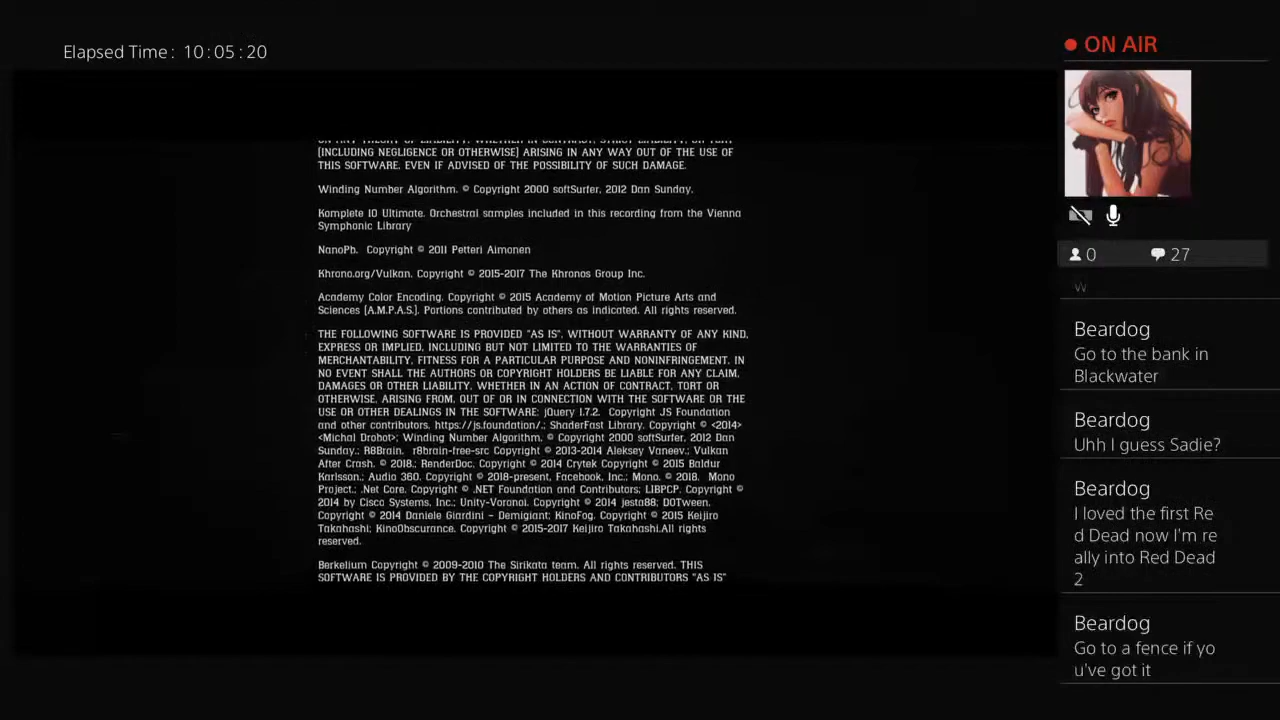 Elapsed Time: 10:05:20
ON ANY THEORY OF LIABILITY, WHETHER IN CONTRACT, STRICT LIABILITY, OR TORT
(INCLUDING NEGLIGENCE OR OTHERWISE) ARISING IN ANY WAY OUT OF THE USE OF
THIS SOFTWARE, EVEN IF ADVISED OF THE POSSIBILITY OF SUCH DAMAGE.
Winding Number Algorithm. © Copyright 2000 softSurfer, 2012 Dan Sunday.
Komplete 10 Ultimate. Orchestral samples included in this recording from the Vienna
Symphonic Library
NanoPb. Copyright © 2011 Petteri Aimonen
Khrono.org/Vulkan. Copyright © 2015-2017 The Khronos Group Inc.
Academy Color Encoding. Copyright © 2015 Academy of Motion Picture Arts and
Sciences (A.M.P.A.S.). Portions contributed by others as indicated. All rights reserved.
THE FOLLOWING SOFTWARE IS PROVIDED "AS IS", WITHOUT WARRANTY OF ANY KIND,
EXPRESS OR IMPLIED, INCLUDING BUT NOT LIMITED TO THE WARRANTIES OF
MERCHANTABILITY, FITNESS FOR A PARTICULAR PURPOSE AND NONINFRINGEMENT. IN
NO EVENT SHALL THE AUTHORS OR COPYRIGHT HOLDERS BE LIABLE FOR ANY CLAIM,
DAMAGES OR OTHER LIABILITY, WHETHER IN AN ACTION OF CONTRACT, TORT OR
OTHERWISE, ARISING FROM, OUT OF OR IN CONNECTION WITH THE SOFTWARE OR THE
USE OR OTHER DEALINGS IN THE SOFTWARE: jQuery 1.7.2. Copyright JS Foundation
and other contributors, https://js.foundation/.; ShaderFast Library. Copyright © <2014>
<Michal Drobot>; Winding Number Algorithm. © Copyright 2000 softSurfer, 2012 Dan
Sunday.; R8Brain. r8brain-free-src Copyright © 2013-2014 Aleksey Vaneev.; Vulkan
After Crash. © 2018.; RenderDoc. Copyright © 2014 Crytek Copyright © 2015 Baldur
Karlsson.; Audio 360. Copyright © 2018-present, Facebook, Inc.; Mono. © 2018. Mono
Project.; .Net Core. Copyright © .NET Foundation and Contributors; LIBPCP. Copyright ©
2014 by Cisco Systems, Inc.; Unity-Voronoi. Copyright © 2014 jesta88; DOTween.
Copyright © 2014 Daniele Giardini - Demigiant; KinoFog. Copyright © 2015 Keijiro
Takahashi; KinoObscurance. Copyright © 2015-2017 Keijiro Takahashi.All rights
reserved.
Berkelium Copyright © 2009-2010 The Sirikata team. All rights reserved. THIS
SOFTWARE IS PROVIDED BY THE COPYRIGHT HOLDERS AND CONTRIBUTORS "AS IS"
ON AIR
0 27
w
Beardog
Go to the bank in
Blackwater
Beardog
Uhh I guess Sadie?
Beardog
I loved the first Re
d Dead now I'm re
ally into Red Dead
2
Beardog
Go to a fence if yo
u've got it